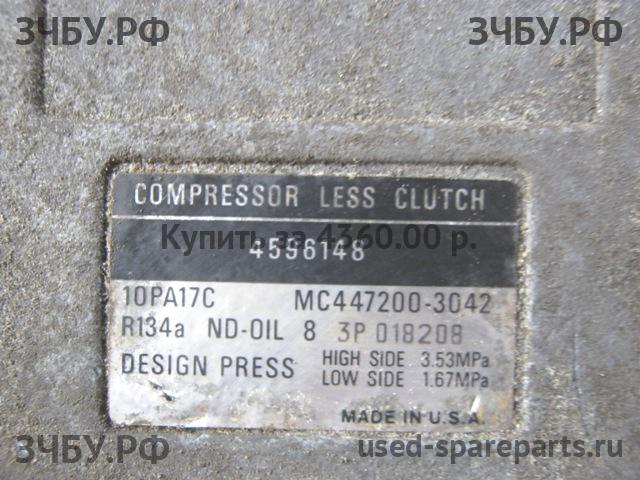 ЗЧБУ.РФ ЗЧБУ.РФ
COMPRESSOR LESS CLUTCH
Купить за 4360.00 р.
4596148
10PA17C MC447200-3042
R134a ND-OIL 8 3P 018208
DESIGN PRESS HIGH SIDE 3.53MPa
LOW SIDE 1.67MPa
MADE IN U.S.A.
ЗЧБУ.РФ used-spareparts.ru